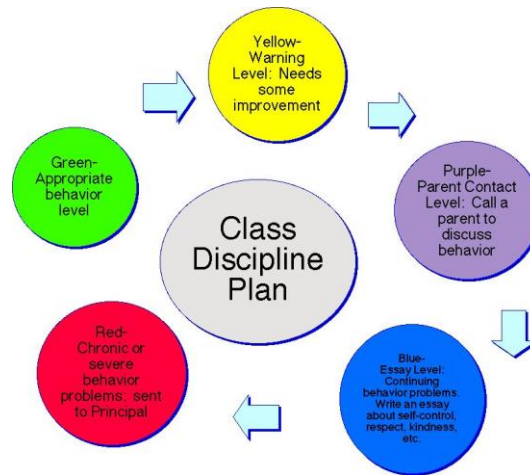 Yellow-
Warning
Level: Needs
some
improvement
Green-
Appropriate
behavior
level
Purple-
Parent Contact
Level: Call a
parent to
discuss
behavior
Class
Discipline
Plan
Red-
Chronic or
severe
behavior
problems: sent
to Principal
Blue-
Essay Level:
Continuing
behavior problems.
Write an essay
about self-control,
respect, kindness,
etc.